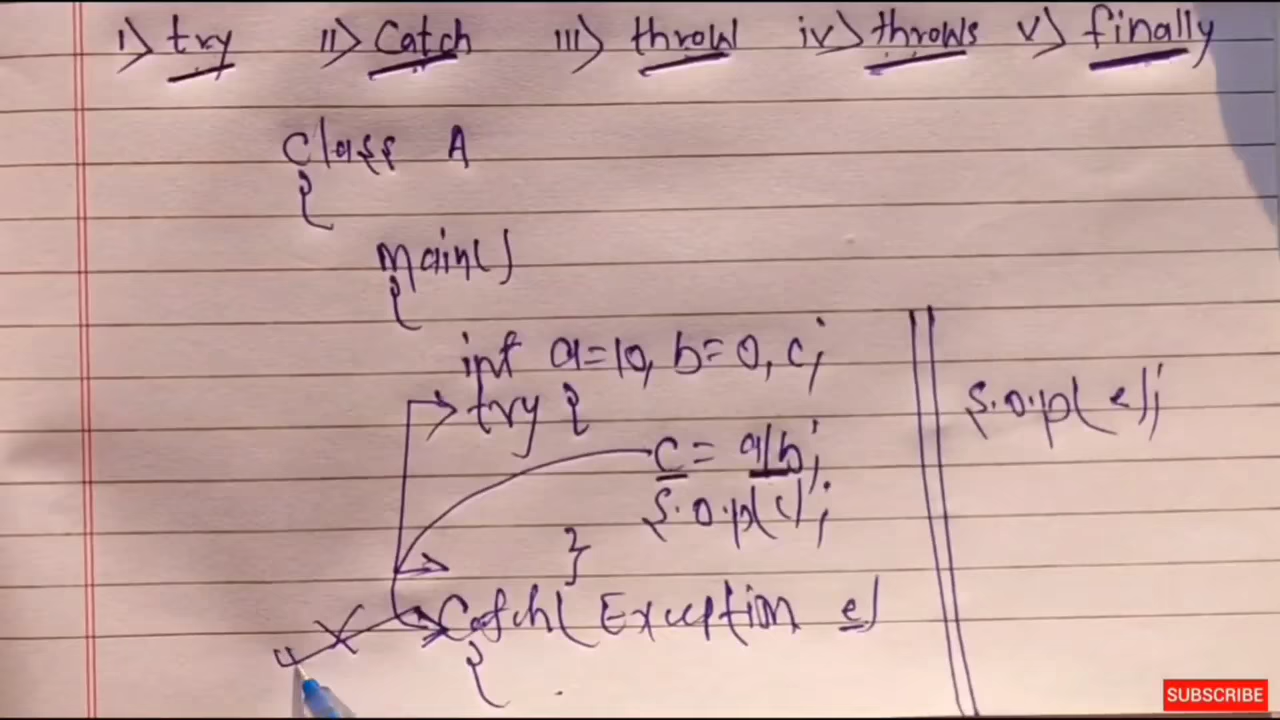 i) try ii) Catch iii) throw iv) throws v) finally
Class A
{
main()
{
int a=10, b=0, c;
try {
c = a/b;
S.o.p(c);
}
Catch( Exception e)
{
S.o.p( e);
SUBSCRIBE